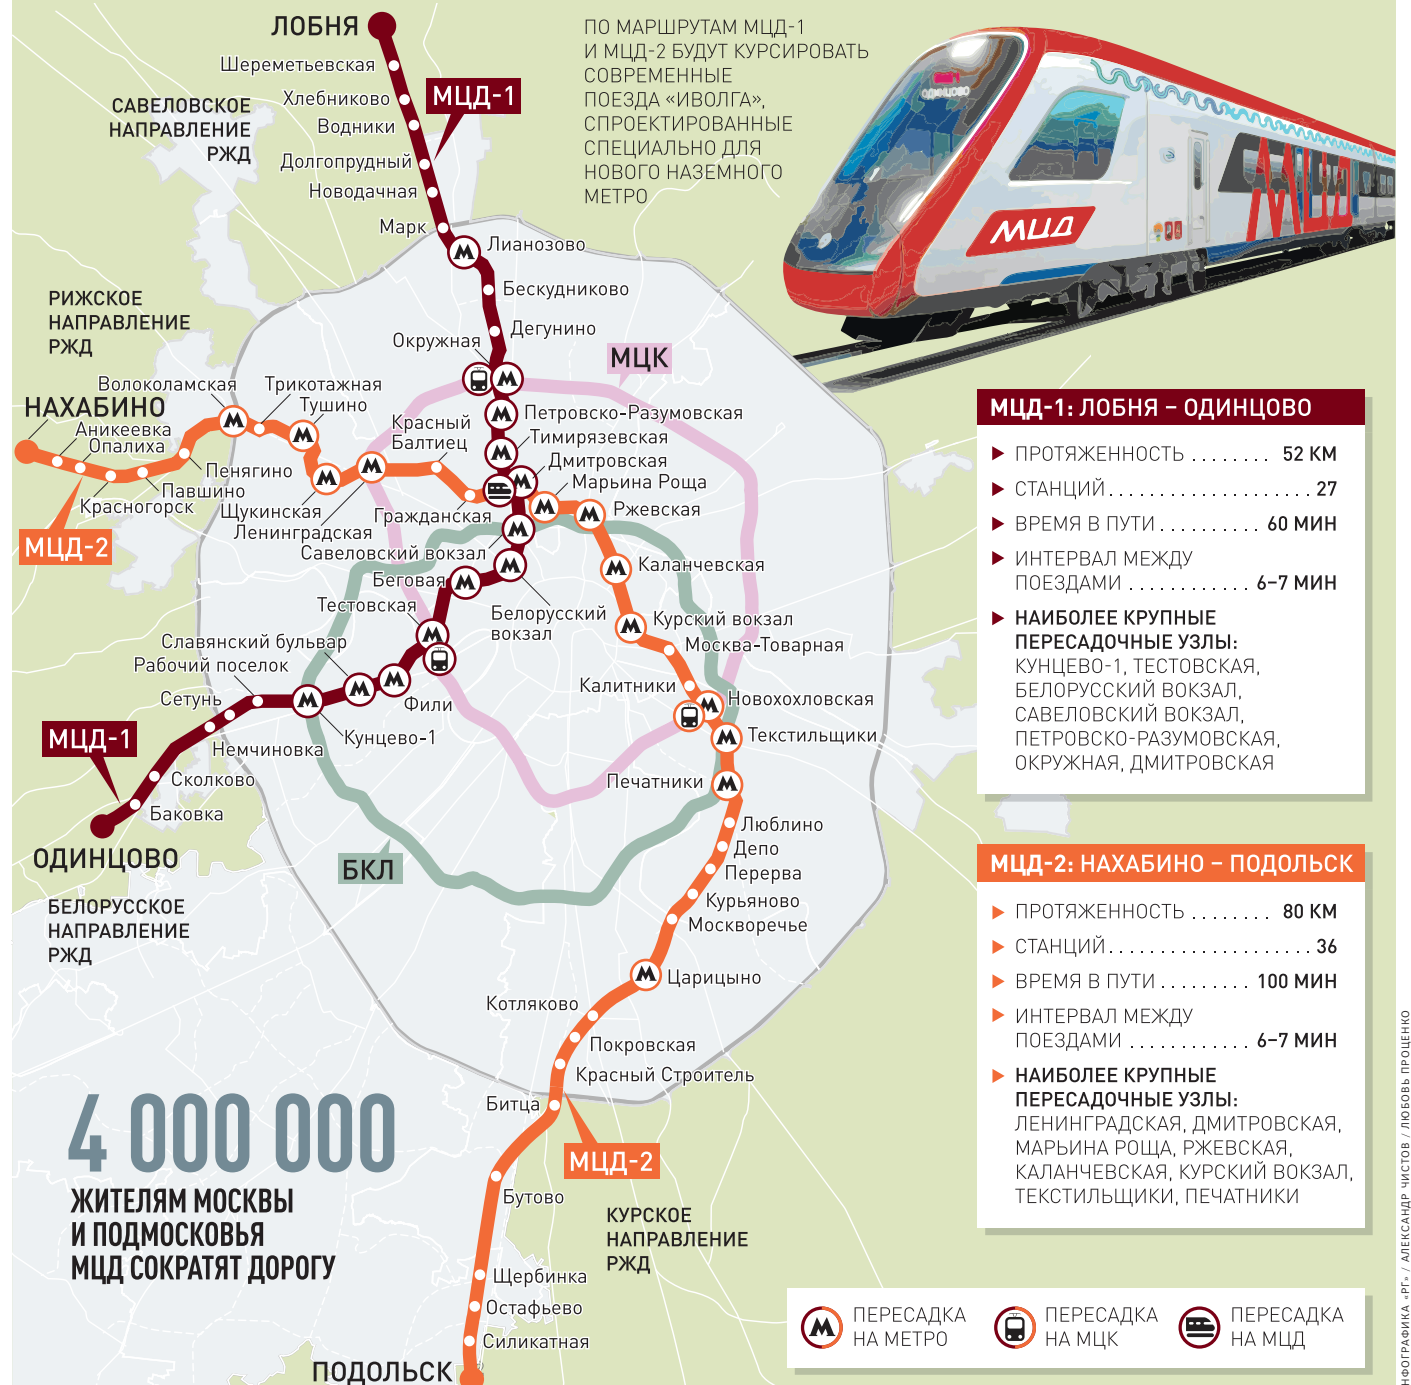 ЛОБНЯ
Шереметьевская
Хлебниково
Водники
Долгопрудный
Новодачная
Марк
МЦД-1
САВЕЛОВСКОЕ
НАПРАВЛЕНИЕ
РЖД
ПО МАРШРУТАМ МЦД-1
И МЦД-2 БУДУТ КУРСИРОВАТЬ
СОВРЕМЕННЫЕ
ПОЕЗДА «ИВОЛГА»,
СПРОЕКТИРОВАННЫЕ
СПЕЦИАЛЬНО ДЛЯ
НОВОГО НАЗЕМНОГО
МЕТРО
одинцово
МЦД
МЦД
Лианозово
Бескудниково
Дегунино
Окружная
МЦК
РИЖСКОЕ
НАПРАВЛЕНИЕ
РЖД
Волоколамская
Трикотажная
Тушино
НАХАБИНО
Аникеевка
Опалиха
Пенягино
Павшино
Красногорск
МЦД-2
Щукинская
Ленинградская
Красный
Балтиец
Гражданская
Петровско-Разумовская
Тимирязевская
Дмитровская
Марьина Роща
Ржевская
Савеловский вокзал
Беговая
Тестовская
Белорусский
вокзал
Каланчевская
Курский вокзал
Москва-Товарная
Славянский бульвар
Рабочий поселок
Сетунь
Фили
Кунцево-1
Немчиновка
Сколково
Баковка
МЦД-1
ОДИНЦОВО
БЕЛОРУССКОЕ
НАПРАВЛЕНИЕ
РЖД
Калитники
Новохохловская
Текстильщики
Печатники
БКЛ
Люблино
Депо
Перерва
Курьяново
Москворечье
Царицыно
Котляково
Покровская
Красный Строитель
Битца
МЦД-2
Бутово
КУРСКОЕ
НАПРАВЛЕНИЕ
РЖД
Щербинка
Остафьево
Силикатная
ПОДОЛЬСК
4 000 000
ЖИТЕЛЯМ МОСКВЫ
И ПОДМОСКОВЬЯ
МЦД СОКРАТЯТ ДОРОГУ
МЦД-1: ЛОБНЯ – ОДИНЦОВО
ПРОТЯЖЕННОСТЬ ........ 52 КМ
СТАНЦИЙ.................... 27
ВРЕМЯ В ПУТИ.......... 60 МИН
ИНТЕРВАЛ МЕЖДУ
ПОЕЗДАМИ ............ 6–7 МИН
НАИБОЛЕЕ КРУПНЫЕ
ПЕРЕСАДОЧНЫЕ УЗЛЫ:
КУНЦЕВО-1, ТЕСТОВСКАЯ,
БЕЛОРУССКИЙ ВОКЗАЛ,
САВЕЛОВСКИЙ ВОКЗАЛ,
ПЕТРОВСКО-РАЗУМОВСКАЯ,
ОКРУЖНАЯ, ДМИТРОВСКАЯ
МЦД-2: НАХАБИНО – ПОДОЛЬСК
ПРОТЯЖЕННОСТЬ ........ 80 КМ
СТАНЦИЙ.................... 36
ВРЕМЯ В ПУТИ......... 100 МИН
ИНТЕРВАЛ МЕЖДУ
ПОЕЗДАМИ ............ 6–7 МИН
НАИБОЛЕЕ КРУПНЫЕ
ПЕРЕСАДОЧНЫЕ УЗЛЫ:
ЛЕНИНГРАДСКАЯ, ДМИТРОВСКАЯ,
МАРЬИНА РОЩА, РЖЕВСКАЯ,
КАЛАНЧЕВСКАЯ, КУРСКИЙ ВОКЗАЛ,
ТЕКСТИЛЬЩИКИ, ПЕЧАТНИКИ
ПЕРЕСАДКА
НА МЕТРО
ПЕРЕСАДКА
НА МЦК
ПЕРЕСАДКА
НА МЦД
НФОГРАФИКА «РГ» / АЛЕКСАНДР ЧИСТОВ / ЛЮБОВЬ ПРОЦЕНКО